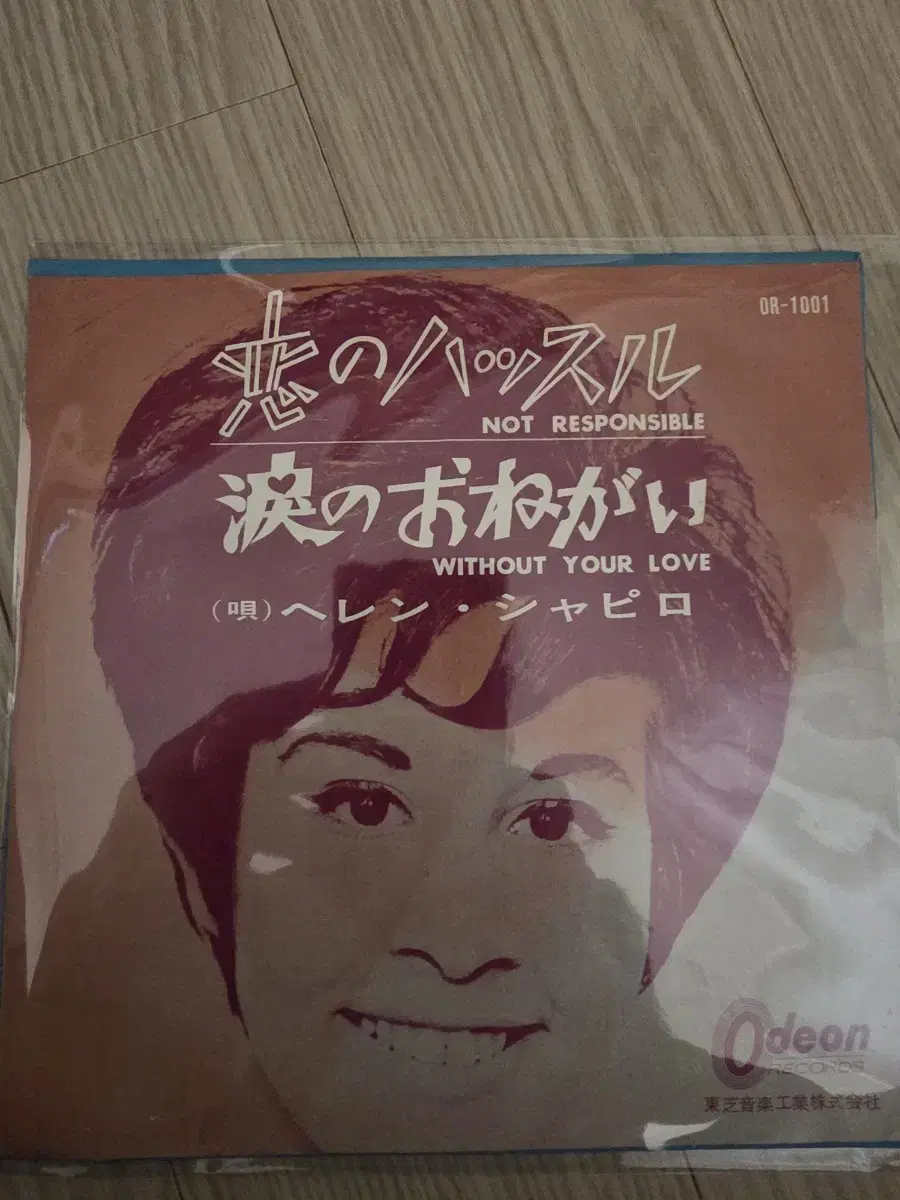 OR-1001
恋のハッスル
NOT RESPONSIBLE
涙のおねがい
WITHOUT YOUR LOVE
(唄)ヘレン・シャピロ
Odeon
RECORDS
東芝音楽工業株式会社